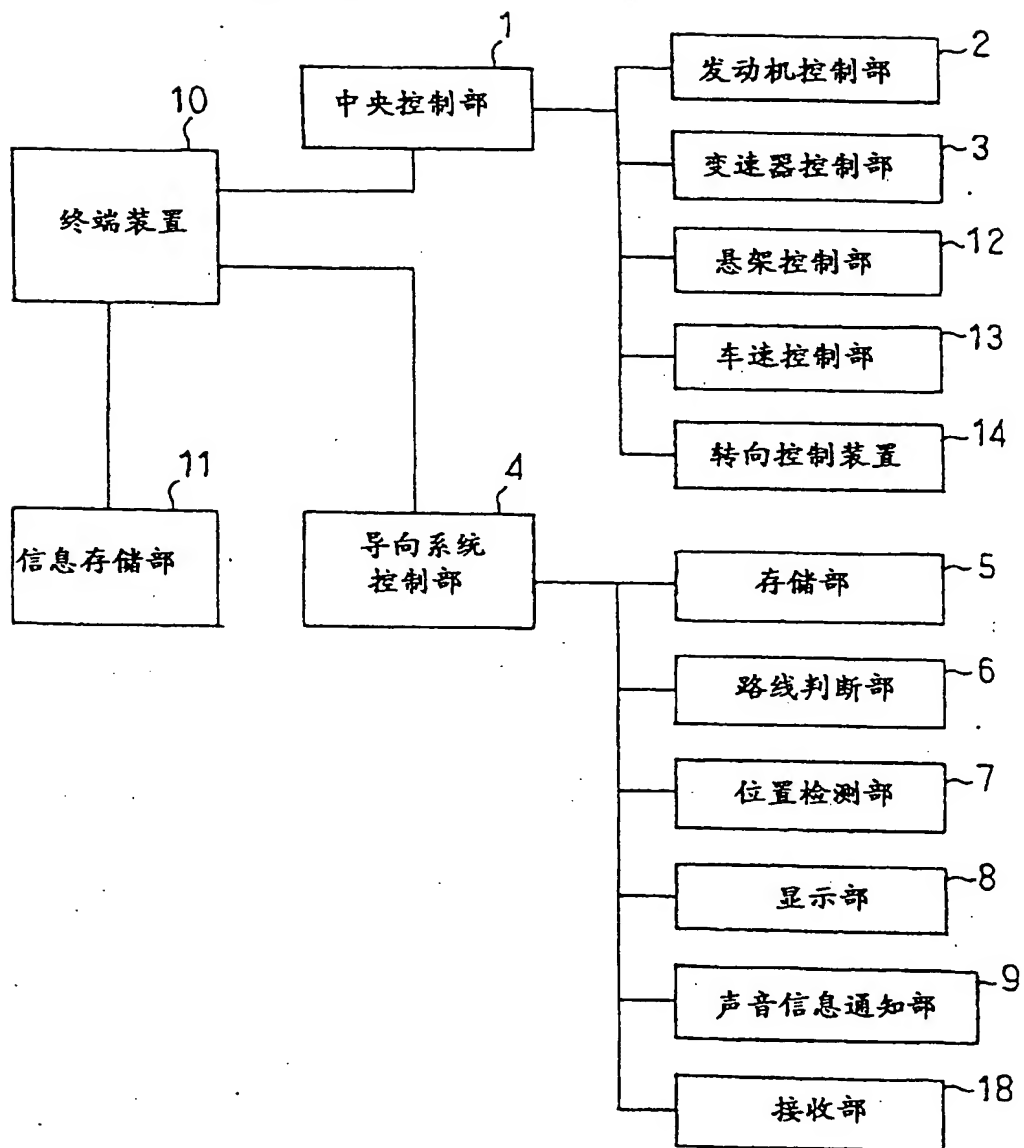 1
中央控制部
2
发动机控制部
10
终端装置
3
变速器控制部
12
悬架控制部
13
车速控制部
14
转向控制装置
11
信息存储部
4
导向系统
控制部
5
存储部
6
路线判断部
7
位置检测部
8
显示部
9
声音信息通知部
18
接收部